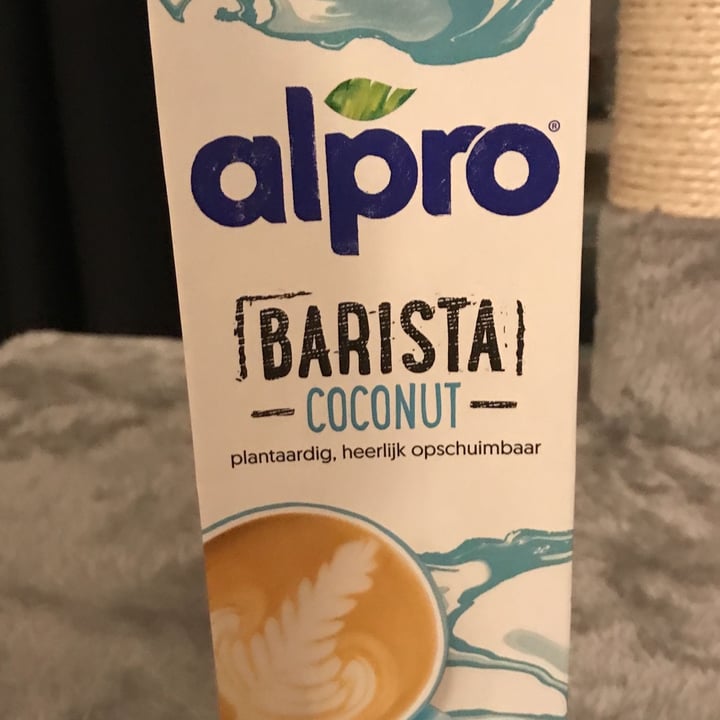 alpro®
BARISTA
COCONUT
plantaardig, heerlijk opschuimbaar